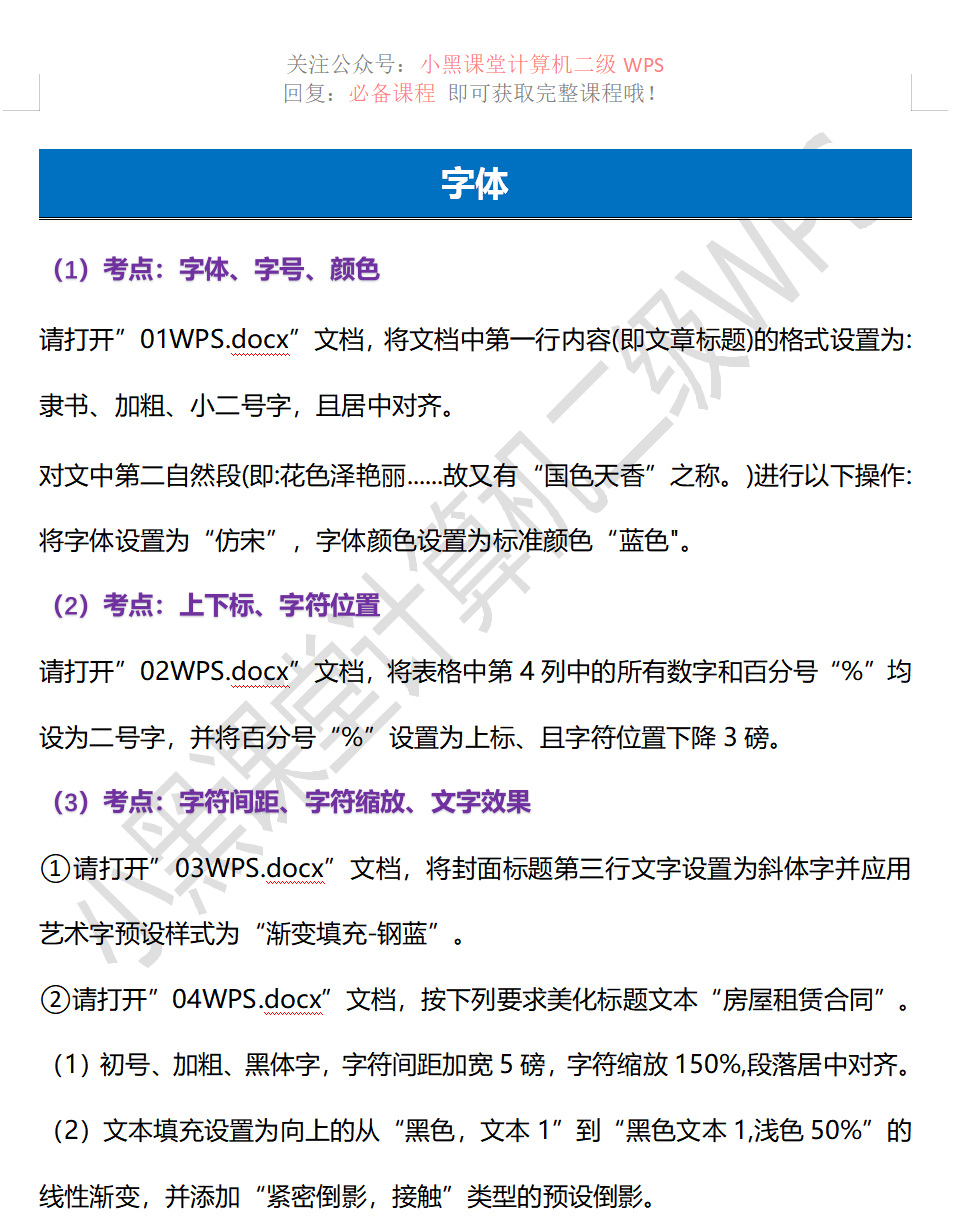 关注公众号：小黑课堂计算机二级 WPS
回复：必备课程 即可获取完整课程哦！
字体
（1）考点：字体、字号、颜色
请打开”01WPS.docx”文档，将文档中第一行内容(即文章标题)的格式设置为:
隶书、加粗、小二号字，且居中对齐。
对文中第二自然段(即:花色泽艳丽......故又有“国色天香”之称。)进行以下操作:
将字体设置为“仿宋”，字体颜色设置为标准颜色“蓝色"。
（2）考点：上下标、字符位置
请打开”02WPS.docx”文档，将表格中第 4 列中的所有数字和百分号“%”均
设为二号字，并将百分号“%”设置为上标、且字符位置下降 3 磅。
（3）考点：字符间距、字符缩放、文字效果
①请打开”03WPS.docx”文档，将封面标题第三行文字设置为斜体字并应用
艺术字预设样式为“渐变填充-钢蓝”。
②请打开”04WPS.docx”文档，按下列要求美化标题文本“房屋租赁合同”。
（1）初号、加粗、黑体字，字符间距加宽 5 磅，字符缩放 150%,段落居中对齐。
（2）文本填充设置为向上的从“黑色，文本 1”到“黑色文本 1,浅色 50%”的
线性渐变，并添加“紧密倒影，接触”类型的预设倒影。
小黑课堂计算机二级WPS